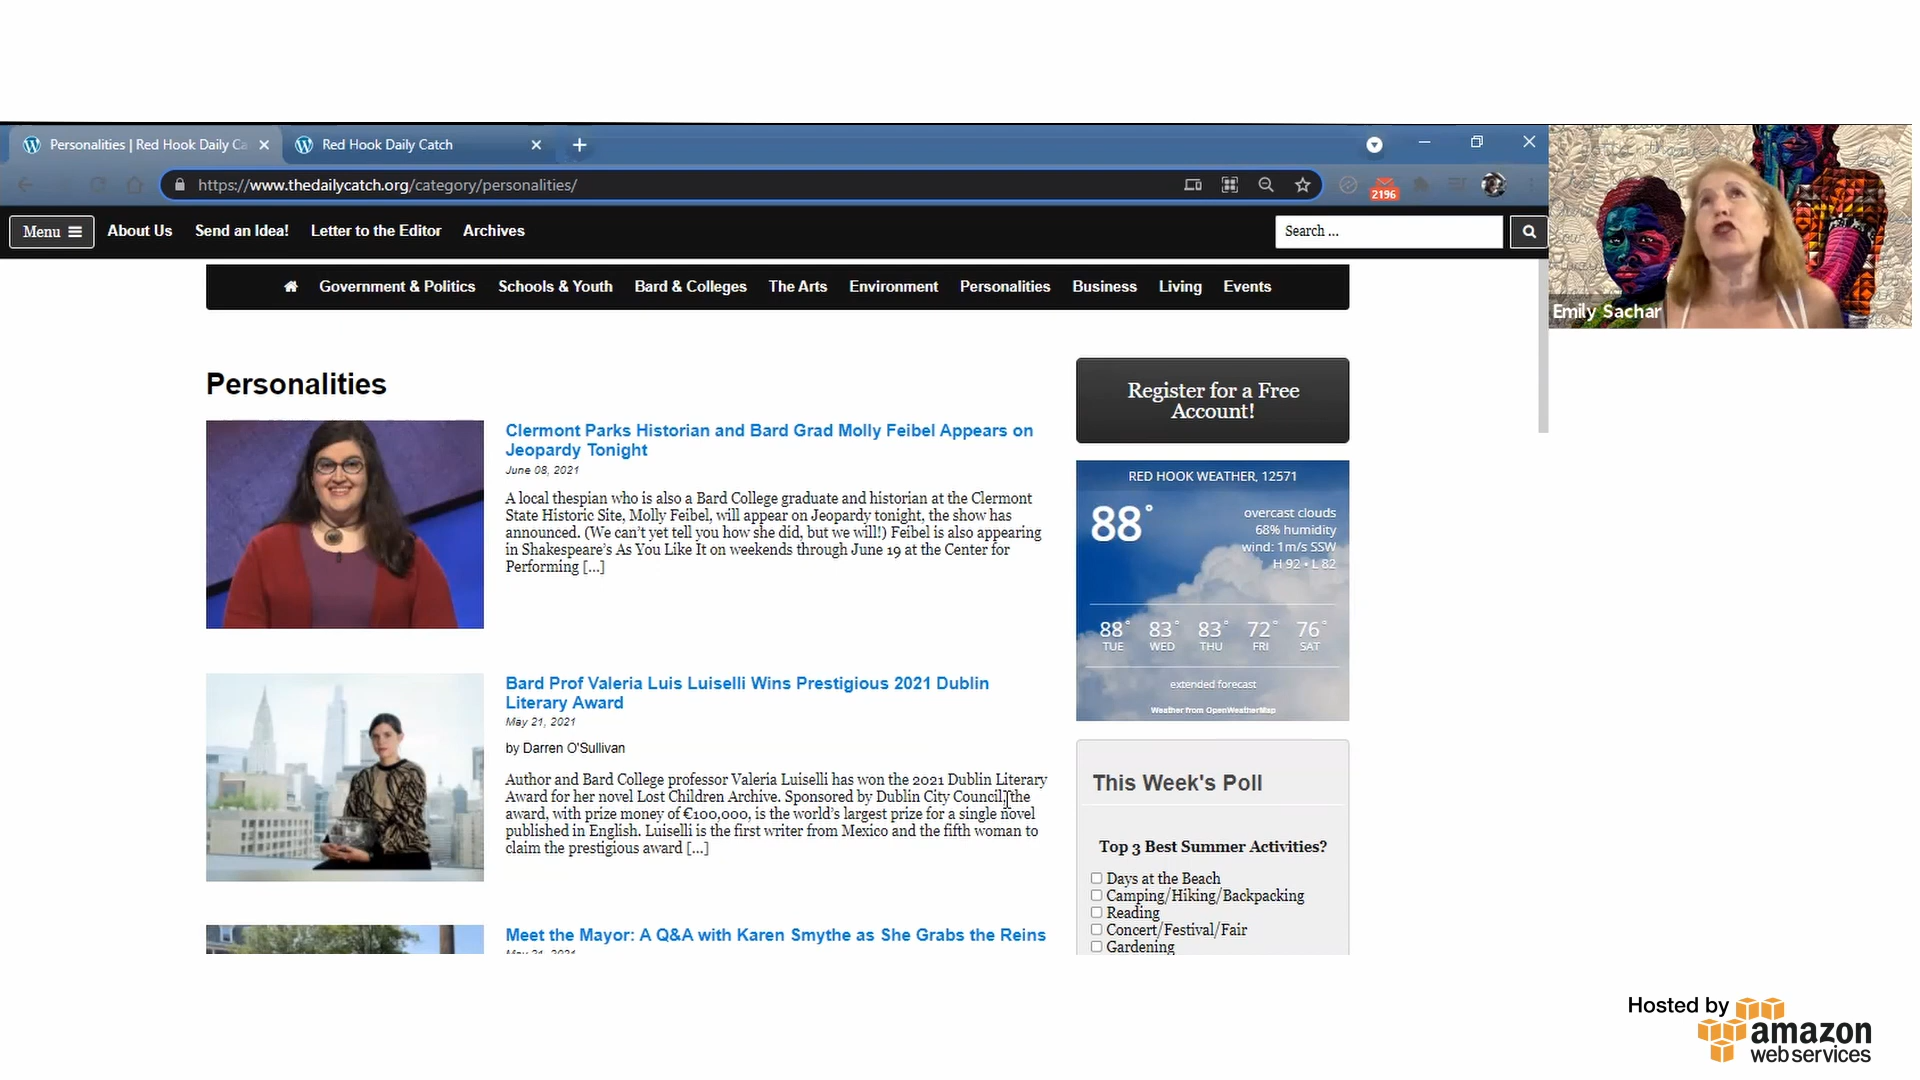 Personalities | Red Hook Daily Ca
Red Hook Daily Catch
https://www.thedailycatch.org/category/personalities/
2196
Menu
About Us
Send an Idea!
Letter to the Editor
Archives
Search ...
Emily Sachar
Government & Politics
Schools & Youth
Bard & Colleges
The Arts
Environment
Personalities
Business
Living
Events
Personalities
Clermont Parks Historian and Bard Grad Molly Feibel Appears on
Jeopardy Tonight
June 08, 2021
A local thespian who is also a Bard College graduate and historian at the Clermont
State Historic Site, Molly Feibel, will appear on Jeopardy tonight, the show has
announced. (We can't yet tell you how she did, but we will!) Feibel is also appearing
in Shakespeare's As You Like It on weekends through June 19 at the Center for
Performing [...]
Bard Prof Valeria Luis Luiselli Wins Prestigious 2021 Dublin
Literary Award
May 21, 2021
by Darren O'Sullivan
Author and Bard College professor Valeria Luiselli has won the 2021 Dublin Literary
Award for her novel Lost Children Archive. Sponsored by Dublin City Council, the
award, with prize money of €100,000, is the world's largest prize for a single novel
published in English. Luiselli is the first writer from Mexico and the fifth woman to
claim the prestigious award [...]
Meet the Mayor: A Q&A with Karen Smythe as She Grabs the Reins
May 21, 2021
Register for a Free
Account!
RED HOOK WEATHER, 12571
88°
overcast clouds
68% humidity
wind: 1m/s SSW
H 92 • L 82
88° 83° 83° 72° 76°
TUE WED THU FRI SAT
extended forecast
Weather from OpenWeatherMap
This Week's Poll
Top 3 Best Summer Activities?
Days at the Beach
Camping/Hiking/Backpacking
Reading
Concert/Festival/Fair
Gardening
Hosted by
amazon
web services